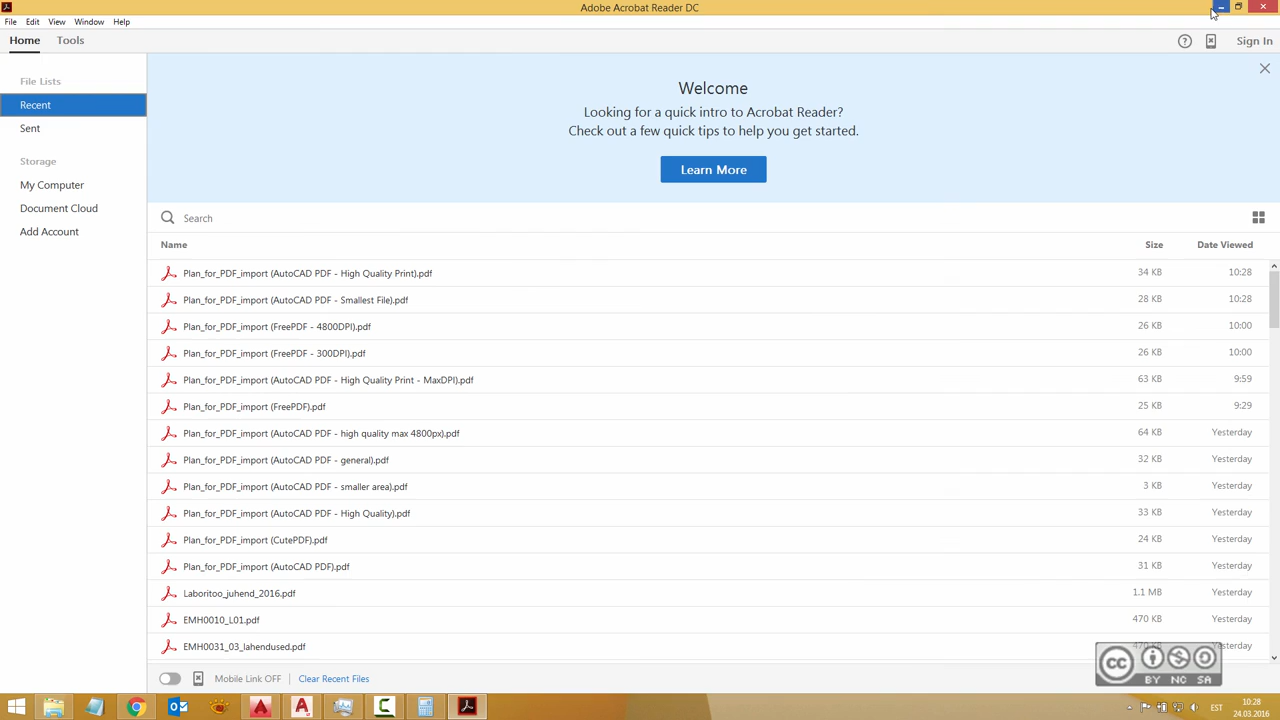 Adobe Acrobat Reader DC
File Edit View Window Help
Home Tools
Sign In
File Lists
Recent
Sent
Storage
My Computer
Document Cloud
Add Account
Welcome
Looking for a quick intro to Acrobat Reader?
Check out a few quick tips to help you get started.
Learn More
Search
Name Size Date Viewed
Plan_for_PDF_import (AutoCAD PDF - High Quality Print).pdf 34 KB 10:28
Plan_for_PDF_import (AutoCAD PDF - Smallest File).pdf 28 KB 10:28
Plan_for_PDF_import (FreePDF - 4800DPI).pdf 26 KB 10:00
Plan_for_PDF_import (FreePDF - 300DPI).pdf 26 KB 10:00
Plan_for_PDF_import (AutoCAD PDF - High Quality Print - MaxDPI).pdf 63 KB 9:59
Plan_for_PDF_import (FreePDF).pdf 25 KB 9:29
Plan_for_PDF_import (AutoCAD PDF - high quality max 4800px).pdf 64 KB Yesterday
Plan_for_PDF_import (AutoCAD PDF - general).pdf 32 KB Yesterday
Plan_for_PDF_import (AutoCAD PDF - smaller area).pdf 3 KB Yesterday
Plan_for_PDF_import (AutoCAD PDF - High Quality).pdf 33 KB Yesterday
Plan_for_PDF_import (CutePDF).pdf 24 KB Yesterday
Plan_for_PDF_import (AutoCAD PDF).pdf 31 KB Yesterday
Laboritoo_juhend_2016.pdf 1.1 MB Yesterday
EMH0010_L01.pdf 470 KB Yesterday
EMH0031_03_lahendused.pdf 470 KB Yesterday
Mobile Link OFF Clear Recent Files
cc
BY NC SA
EST
10:28
24.03.2016